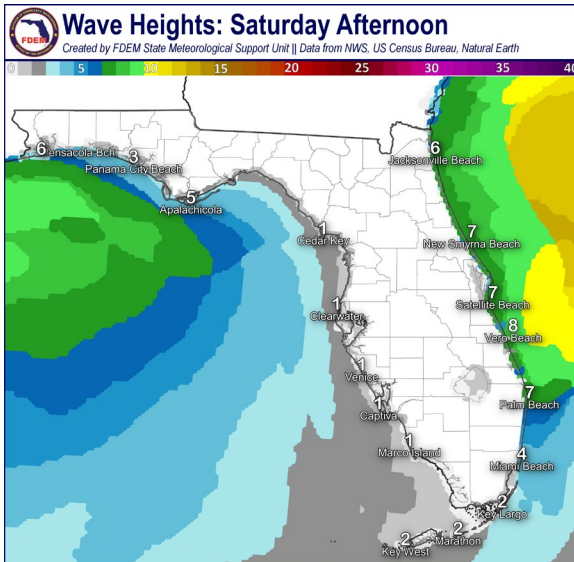 Wave Heights: Saturday Afternoon
Created by FDEM State Meteorological Support Unit || Data from NWS, US Census Bureau, Natural Earth
FDEM
0 5 10 15 20 25 30 35 40
6
Pensacola Bch
3
Panama City Beach
5
Apalachicola
6
Jacksonville Beach
1
Cedar Key
7
New Smyrna Beach
1
Clearwater
7
Satellite Beach
8
Vero Beach
1
Venice
1
Captiva
7
Palm Beach
1
Marco Island
4
Miami Beach
2
Key Largo
2
Marathon
2
Key West